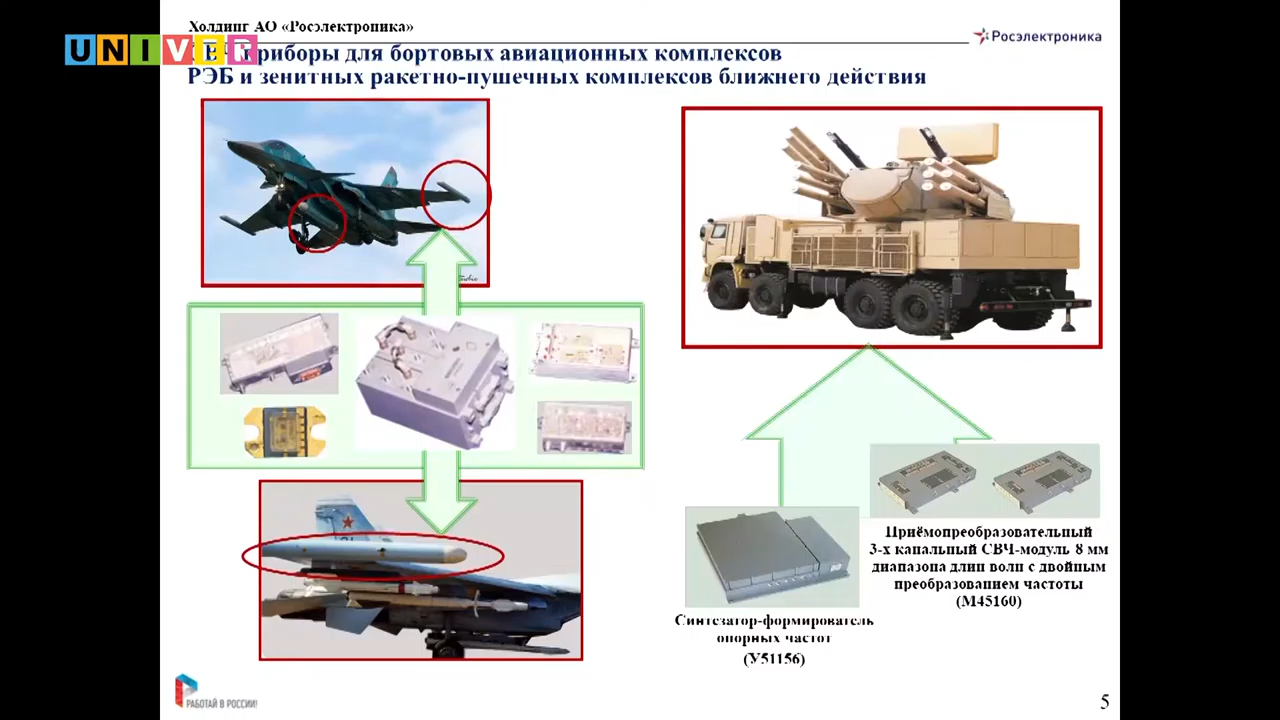 Холдинг АО «Росэлектроника»
UNIVER
Росэлектроника
приборы для бортовых авиационных комплексов
РЭБ и зенитных ракетно-пушечных комплексов ближнего действия
Приёмопреобразовательный
3-х канальный СВЧ-модуль 8 мм
диапазона длин волн с двойным
преобразованием частоты
(М45160)
Синтезатор-формирователь
опорных частот
(У51156)
РАБОТАЙ В РОССИИ!
5